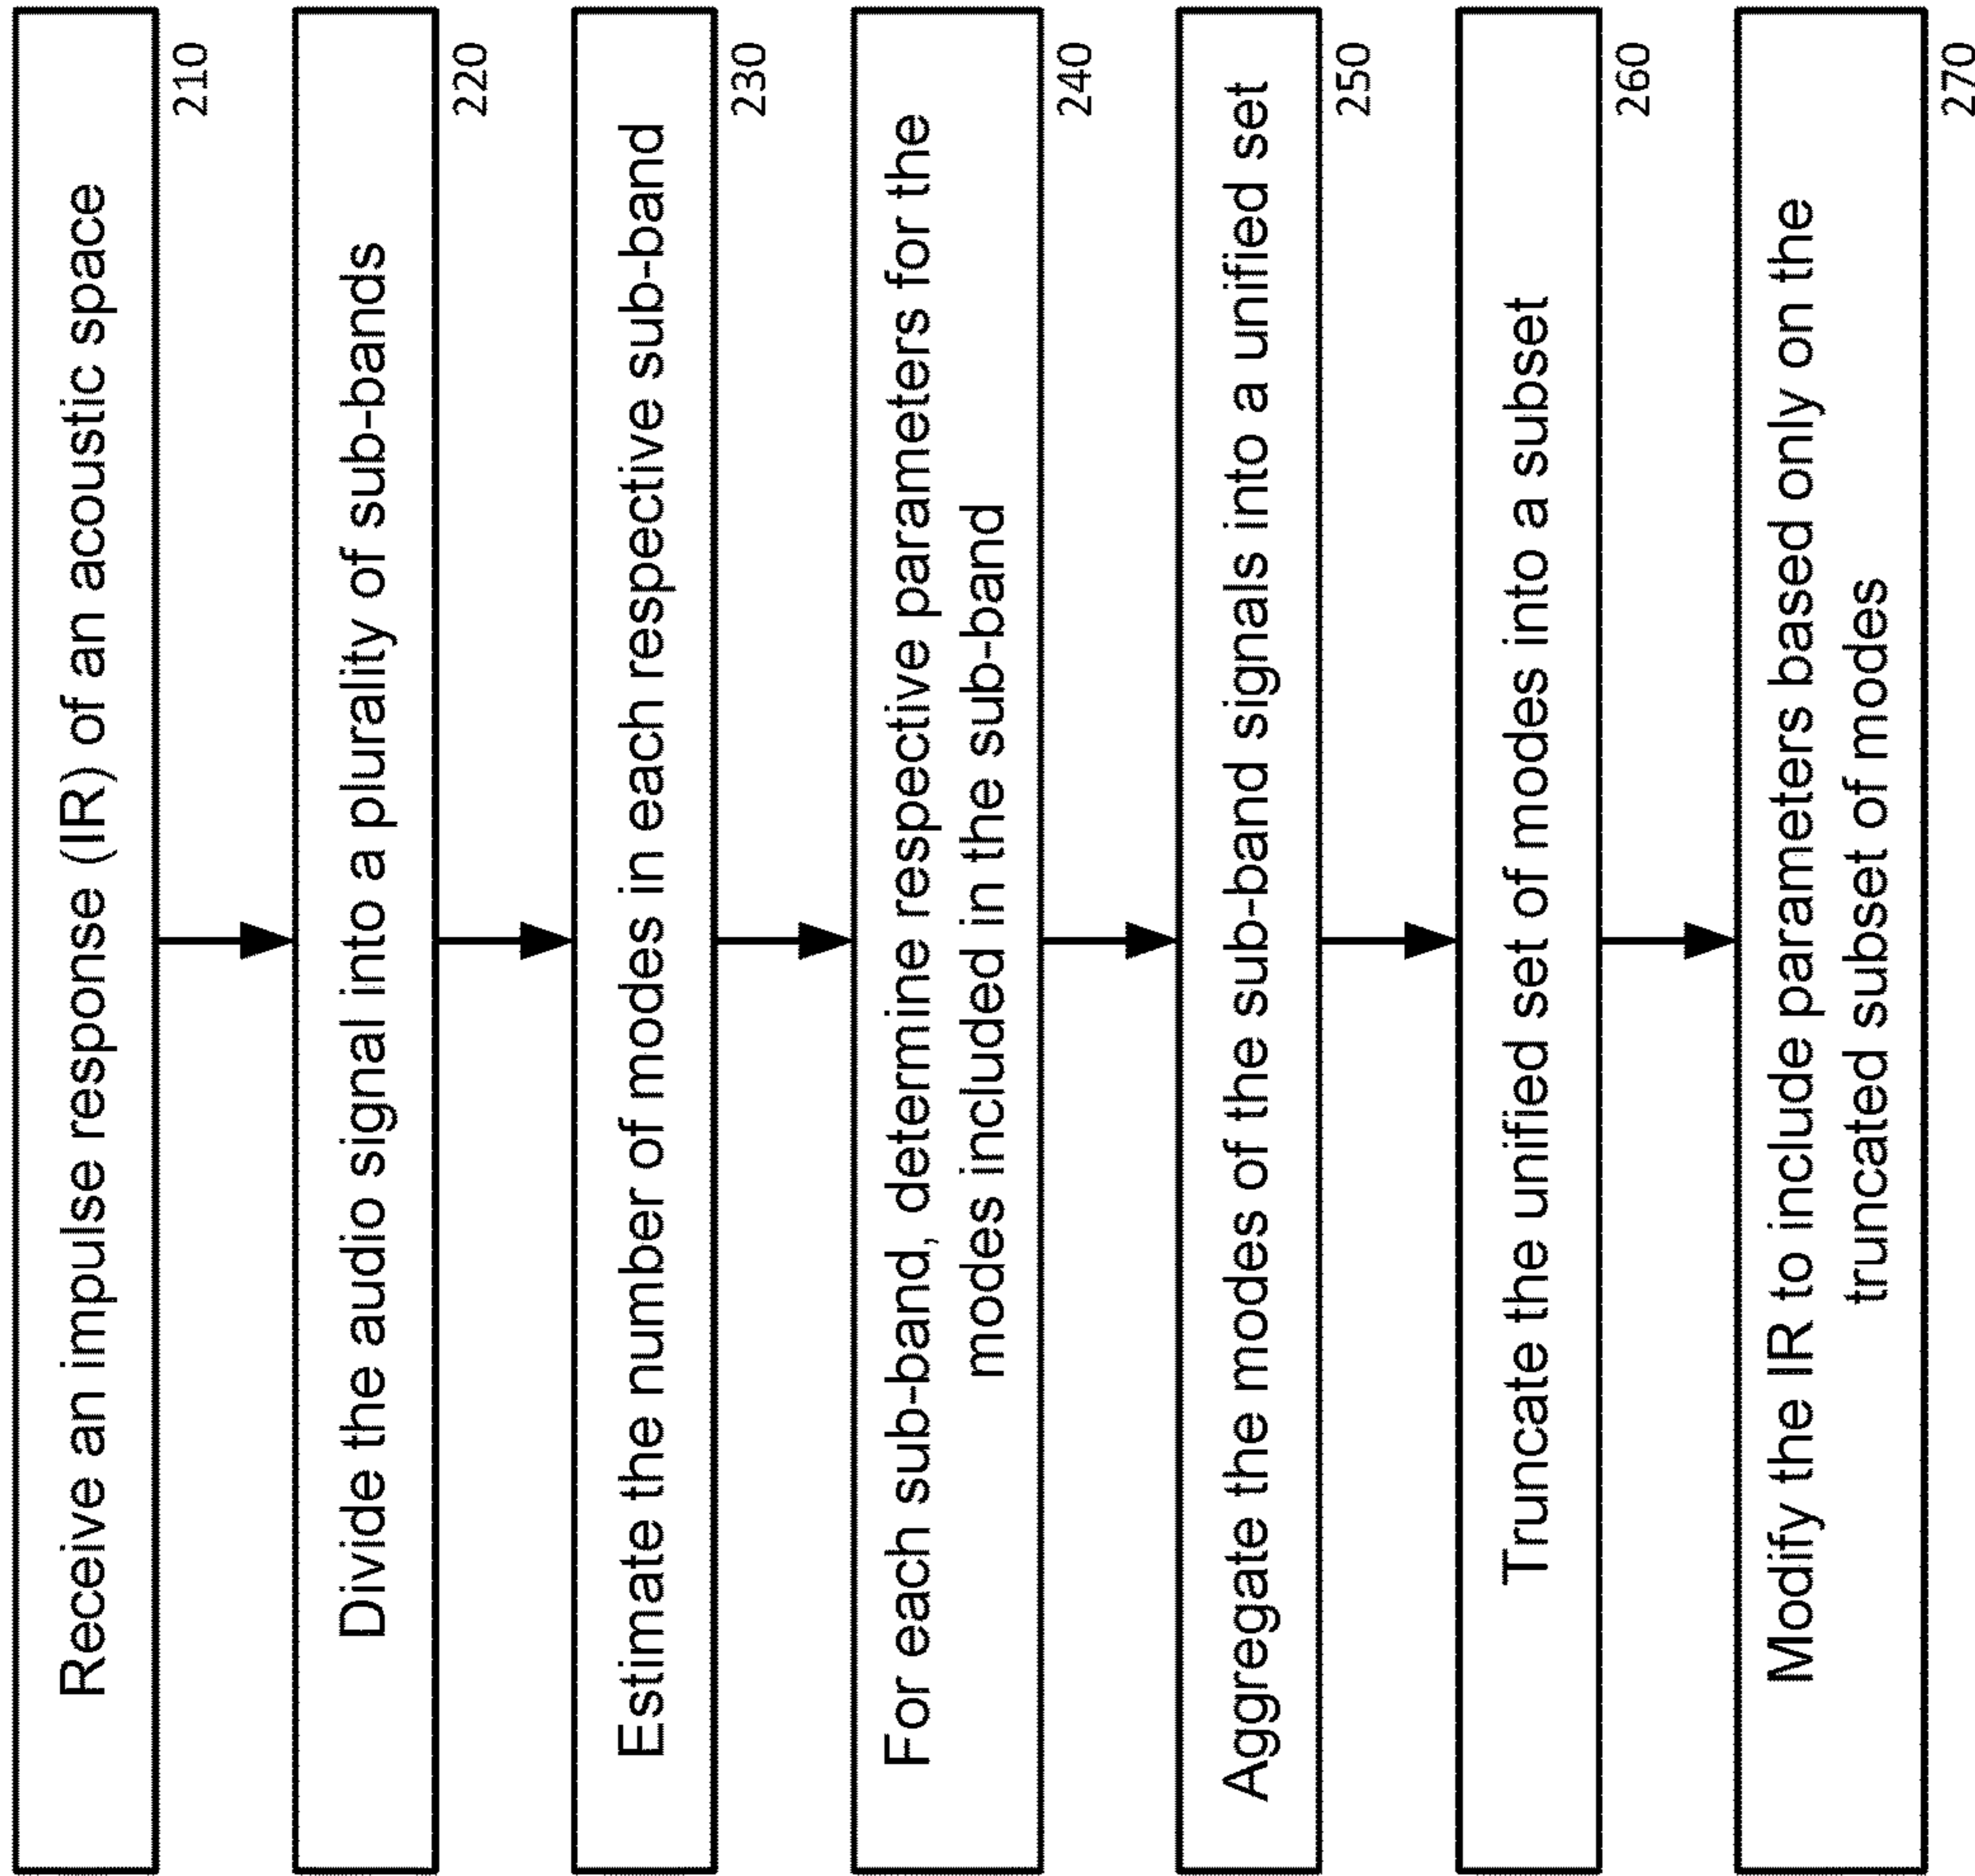 Receive an impulse response (IR) of an acoustic space
210
Divide the audio signal into a plurality of sub-bands
220
Estimate the number of modes in each respective sub-band
230
For each sub-band, determine respective parameters for the
modes included in the sub-band
240
Aggregate the modes of the sub-band signals into a unified set
250
Truncate the unified set of modes into a subset
260
Modify the IR to include parameters based only on the
truncated subset of modes
270